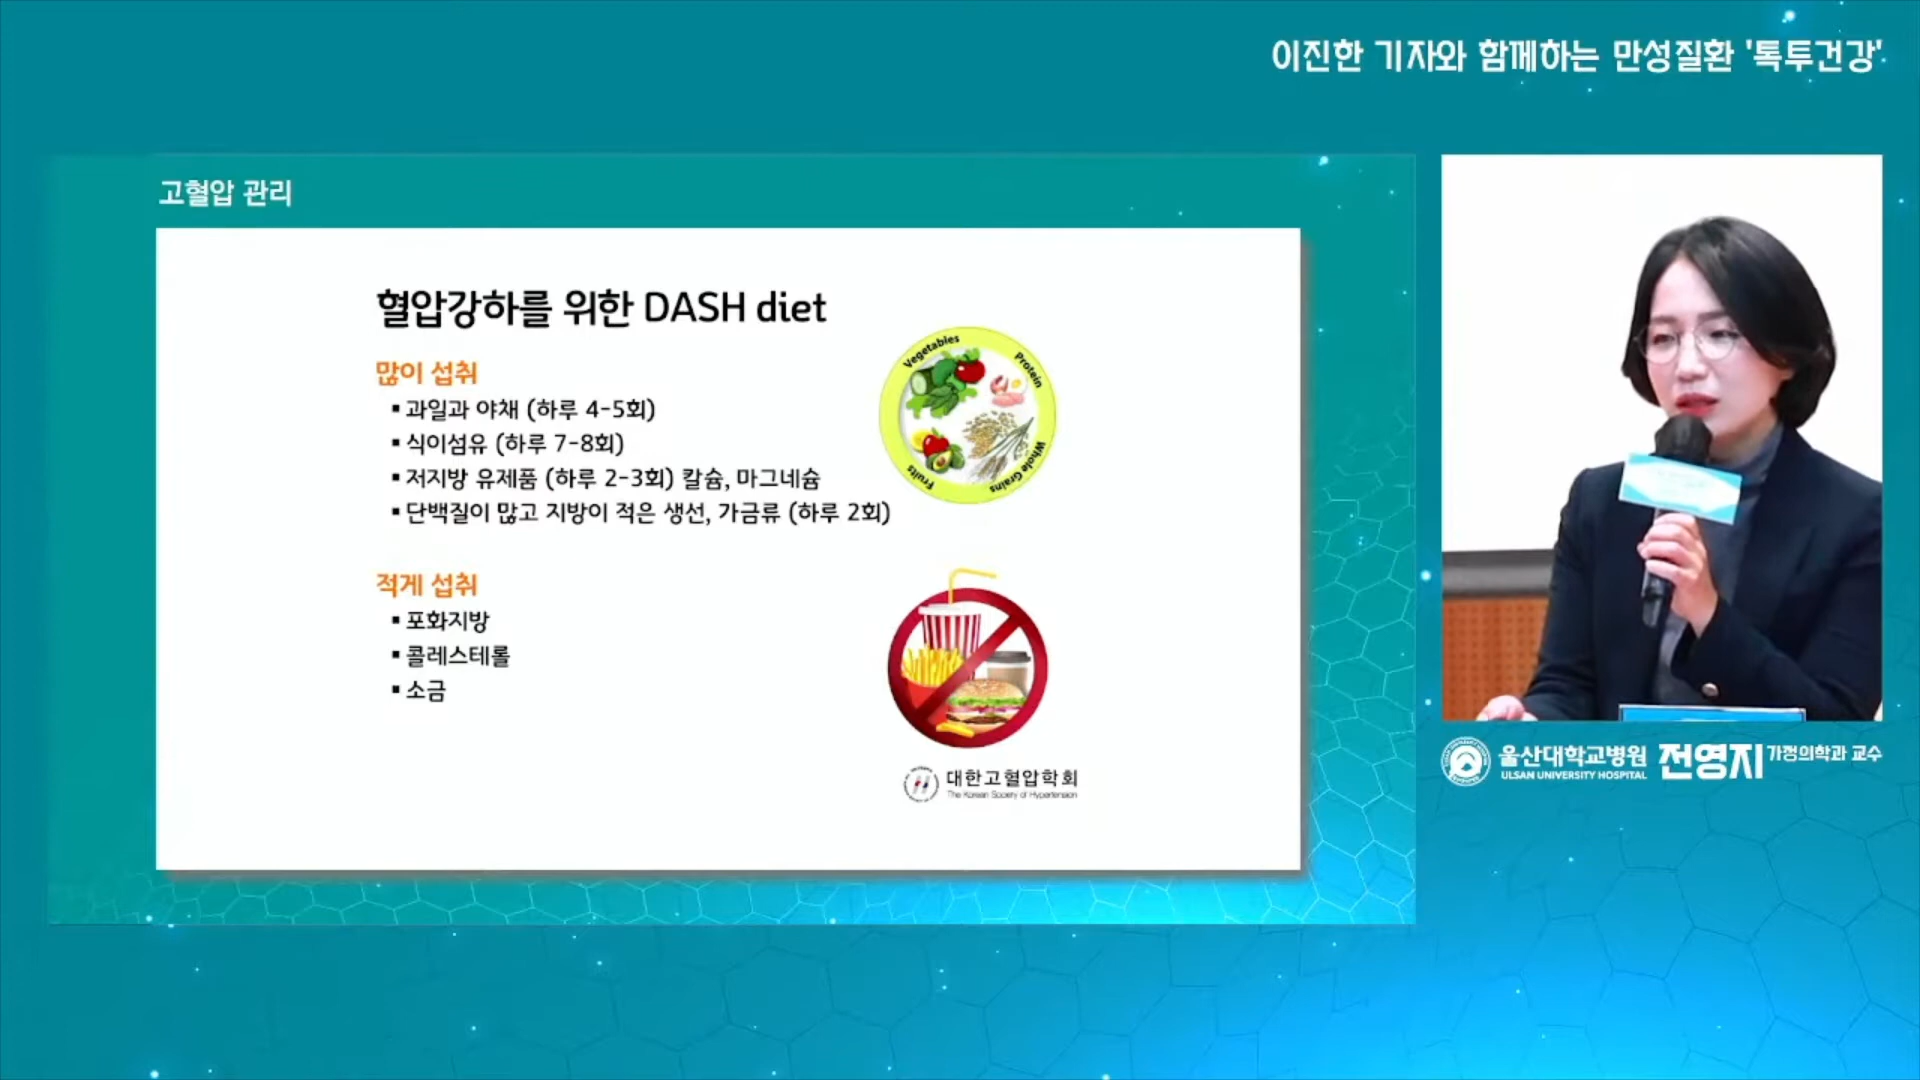 이진한 기자와 함께하는 만성질환 '톡투건강'
고혈압 관리
혈압강하를 위한 DASH diet
많이 섭취
▪ 과일과 야채 (하루 4-5회)
▪ 식이섬유 (하루 7-8회)
▪ 저지방 유제품 (하루 2-3회) 칼슘, 마그네슘
▪ 단백질이 많고 지방이 적은 생선, 가금류 (하루 2회)
Vegetables
Protein
Fruits
Whole Grains
적게 섭취
▪ 포화지방
▪ 콜레스테롤
▪ 소금
대한고혈압학회
The Korean Society of Hypertension
울산대학교병원 전영지 가정의학과 교수
ULSAN UNIVERSITY HOSPITAL